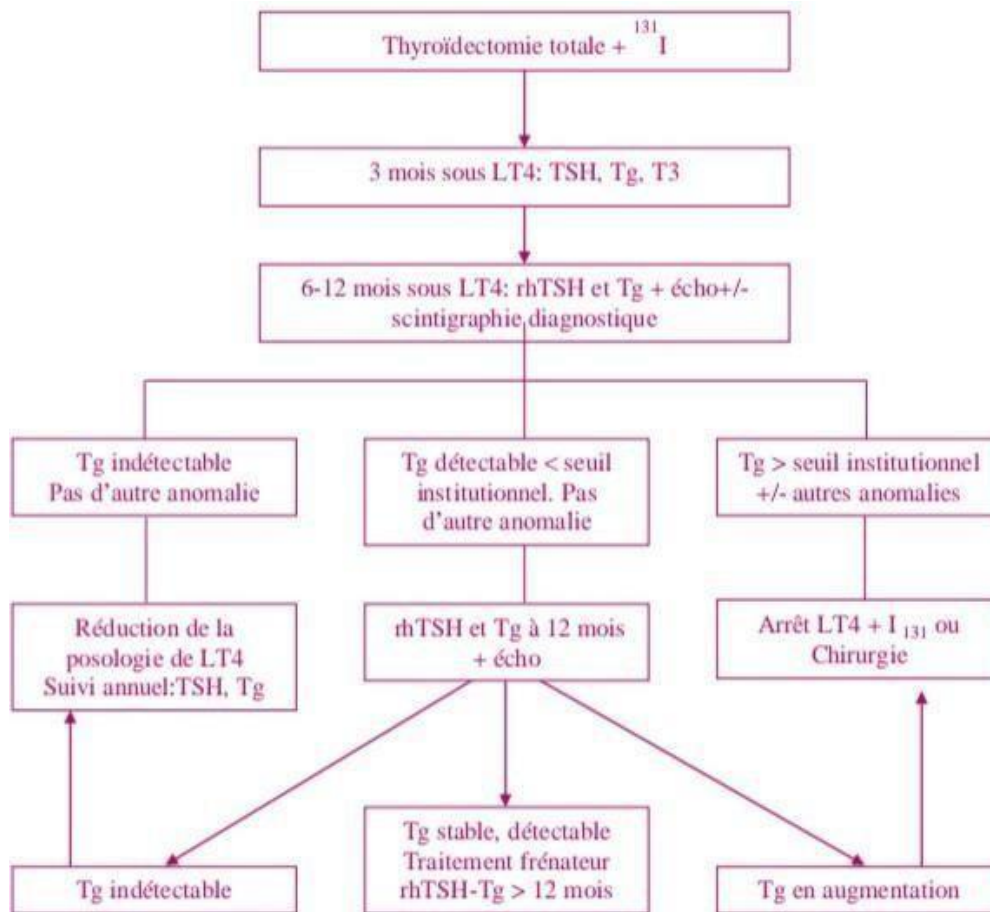 Thyroïdectomie totale + ¹³¹I
3 mois sous LT4: TSH, Tg, T3
6-12 mois sous LT4: rhTSH et Tg + écho+/-
scintigraphie diagnostique
Tg indétectable
Pas d'autre anomalie
Tg détectable < seuil
institutionnel. Pas
d'autre anomalie
Tg > seuil institutionnel
+/- autres anomalies
Réduction de la
posologie de LT4
Suivi annuel:TSH, Tg
rhTSH et Tg à 12 mois
+ écho
Arrêt LT4 + I ₁₃₁ ou
Chirurgie
Tg indétectable
Tg stable, détectable
Traitement frénateur
rhTSH-Tg > 12 mois
Tg en augmentation